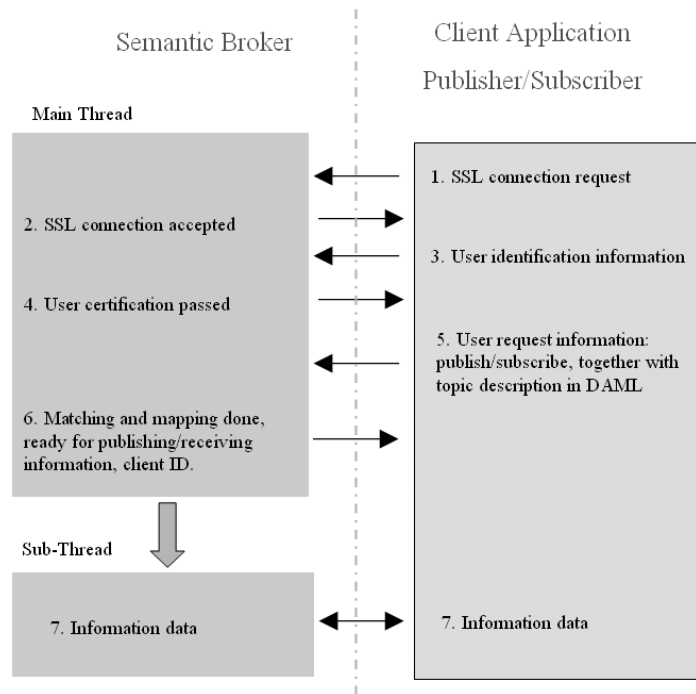 Semantic Broker
Client Application
Publisher/Subscriber
Main Thread
1. SSL connection request
2. SSL connection accepted
3. User identification information
4. User certification passed
5. User request information:
publish/subscribe, together with
topic description in DAML
6. Matching and mapping done,
ready for publishing/receiving
information, client ID.
Sub-Thread
7. Information data
7. Information data